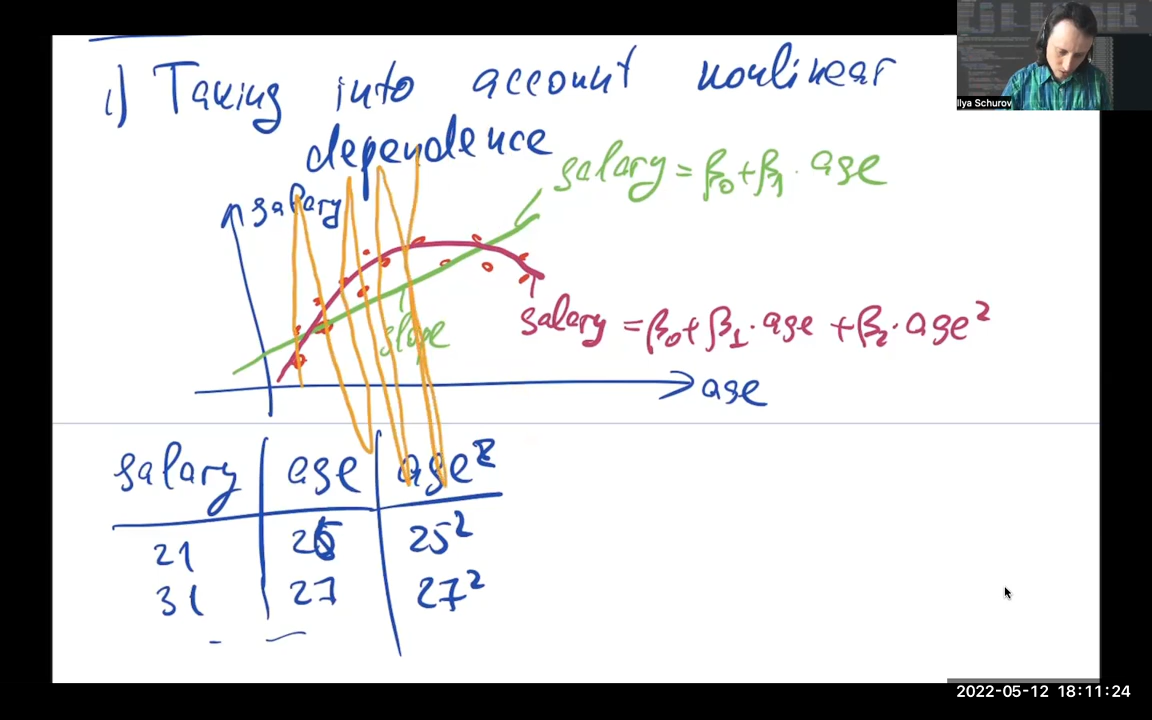 1) Taking into account nonlinear
dependence
salary = β₀+β₁ · age
salary
slope
salary = β₀+ β₁ · age + β₂ · age²
age
salary | age | age²
21 | 25 | 25²
31 | 27 | 27²
Ilya Schurov
2022-05-12 18:11:24